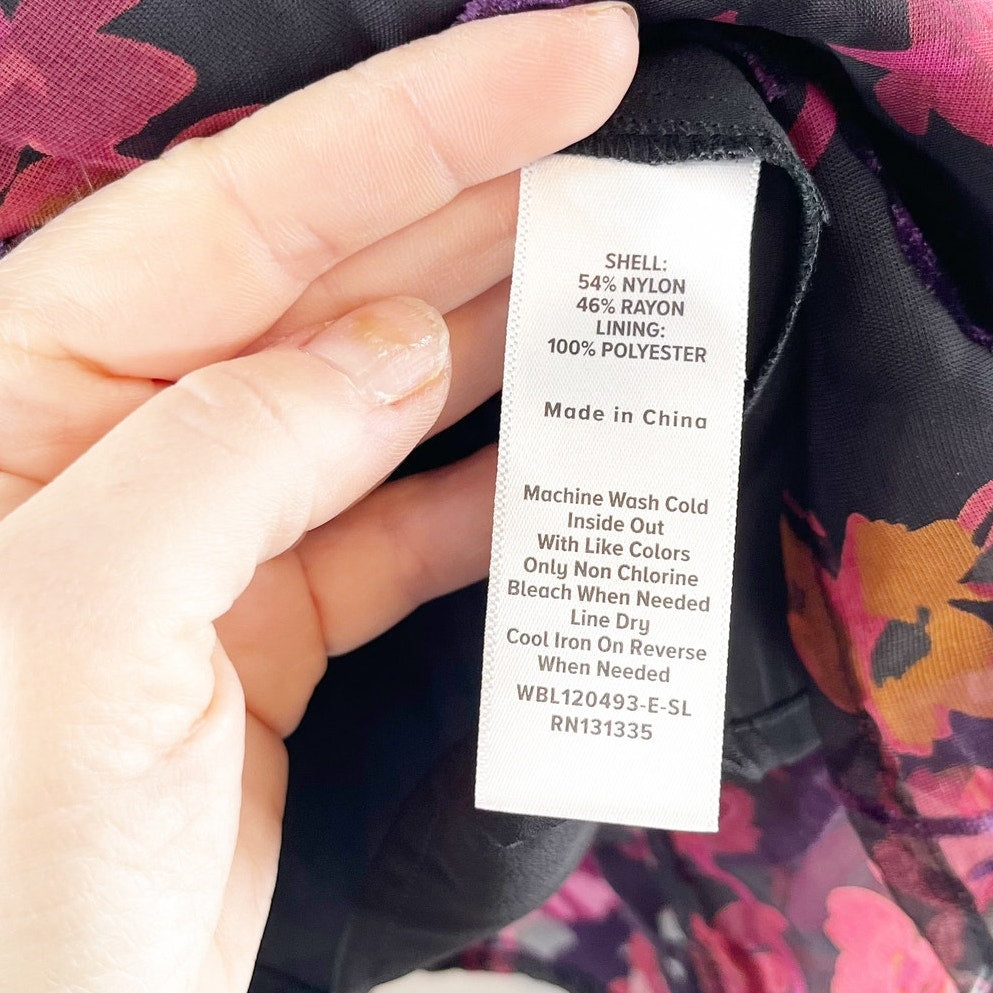 SHELL:
54% NYLON
46% RAYON
LINING:
100% POLYESTER
Made in China
Machine Wash Cold
Inside Out
With Like Colors
Only Non Chlorine
Bleach When Needed
Line Dry
Cool Iron On Reverse
When Needed
WBL120493-E-SL
RN131335